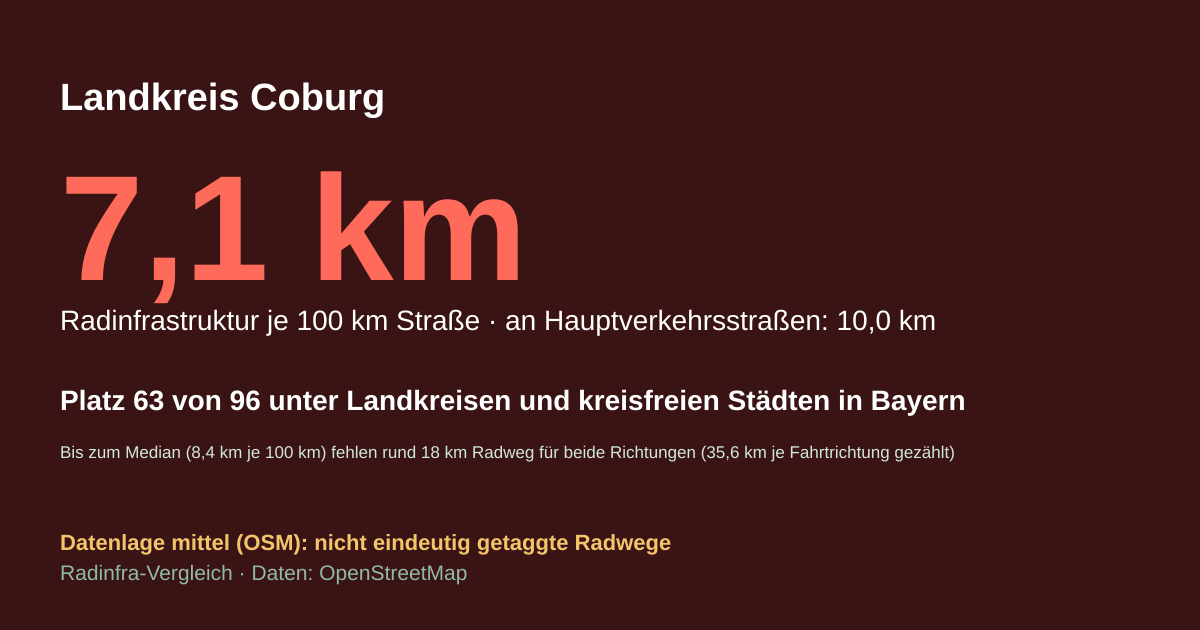 Landkreis Coburg
7,1 km
Radinfrastruktur je 100 km Straße · an Hauptverkehrsstraßen: 10,0 km
Platz 63 von 96 unter Landkreisen und kreisfreien Städten in Bayern
Bis zum Median (8,4 km je 100 km) fehlen rund 18 km Radweg für beide Richtungen (35,6 km je Fahrtrichtung gezählt)
Datenlage mittel (OSM): nicht eindeutig getaggte Radwege
Radinfra-Vergleich · Daten: OpenStreetMap